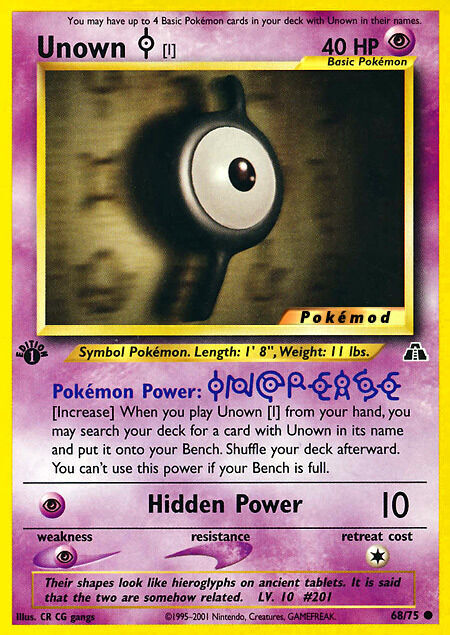 You may have up to 4 Basic Pokémon cards in your deck with Unown in their names.
Unown [I] 40 HP
Basic Pokémon
Pokémod
EDITION 1
Symbol Pokémon. Length: 1' 8", Weight: 11 lbs.
Pokémon Power: INCREASE
[Increase] When you play Unown [I] from your hand, you
may search your deck for a card with Unown in its name
and put it onto your Bench. Shuffle your deck afterward.
You can't use this power if your Bench is full.
Hidden Power 10
weakness resistance retreat cost
Their shapes look like hieroglyphs on ancient tablets. It is said
that the two are somehow related. LV. 10 #201
illus. CR CG gangs ©1995-2001 Nintendo, Creatures, GAMEFREAK. 68/75